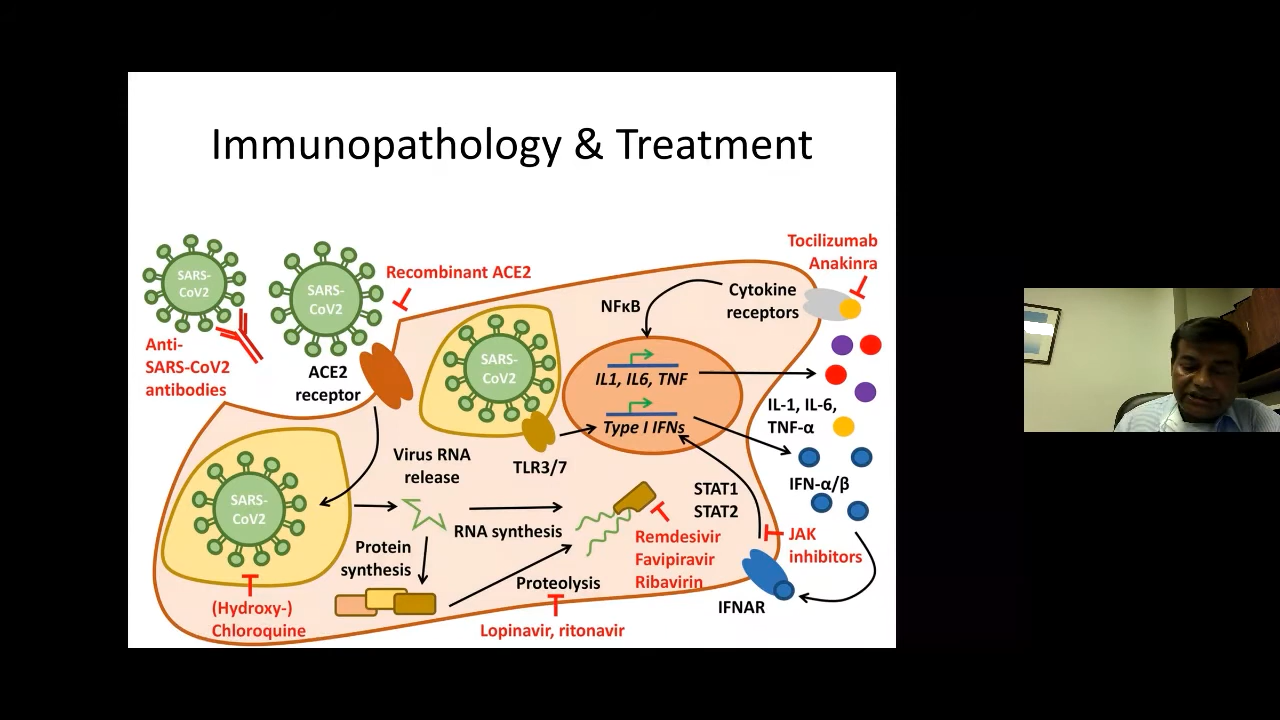 Immunopathology & Treatment
SARS-
CoV2
Anti-
SARS-CoV2
antibodies
SARS-
CoV2
Recombinant ACE2
ACE2
receptor
SARS-
CoV2
TLR3/7
NFκB
Cytokine
receptors
Tocilizumab
Anakinra
IL1, IL6, TNF
Type I IFNs
IL-1, IL-6,
TNF-α
IFN-α/β
SARS-
CoV2
(Hydroxy-)
Chloroquine
Virus RNA
release
RNA synthesis
Protein
synthesis
Proteolysis
Lopinavir, ritonavir
Remdesivir
Favipiravir
Ribavirin
STAT1
STAT2
JAK
inhibitors
IFNAR